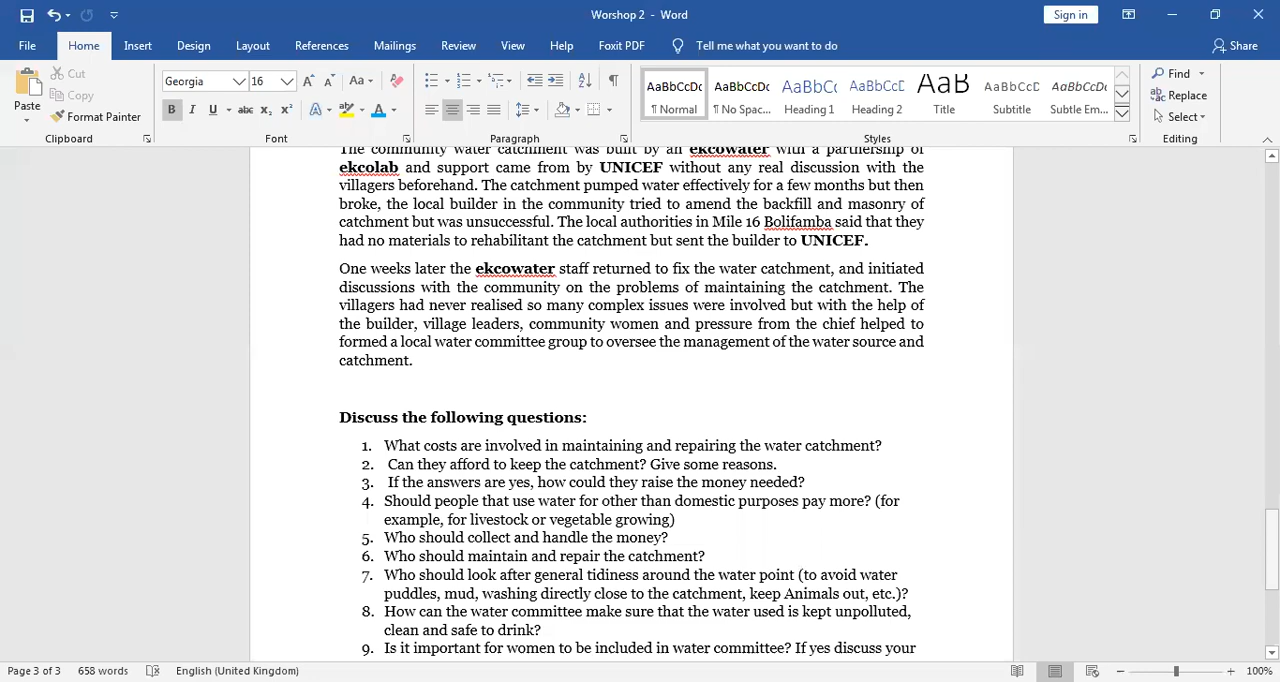 Worshop 2 - Word
Sign in
File Home Insert Design Layout References Mailings Review View Help Foxit PDF Tell me what you want to do Share
Paste
Cut
Copy
Format Painter
Clipboard
Georgia 16
Font
Paragraph
AaBbCcDc AaBbCcDc AaBbCc AaBbCcD AaB AaBbCcD AaBbCcDc
¶ Normal ¶ No Spac... Heading 1 Heading 2 Title Subtitle Subtle Em...
Styles
Find
Replace
Select
Editing
The community water catchment was built by an ekcowater with a partnership of
ekcolab and support came from by UNICEF without any real discussion with the
villagers beforehand. The catchment pumped water effectively for a few months but then
broke, the local builder in the community tried to amend the backfill and masonry of
catchment but was unsuccessful. The local authorities in Mile 16 Bolifamba said that they
had no materials to rehabilitant the catchment but sent the builder to UNICEF.
One weeks later the ekcowater staff returned to fix the water catchment, and initiated
discussions with the community on the problems of maintaining the catchment. The
villagers had never realised so many complex issues were involved but with the help of
the builder, village leaders, community women and pressure from the chief helped to
formed a local water committee group to oversee the management of the water source and
catchment.
Discuss the following questions:
1. What costs are involved in maintaining and repairing the water catchment?
2. Can they afford to keep the catchment? Give some reasons.
3. If the answers are yes, how could they raise the money needed?
4. Should people that use water for other than domestic purposes pay more? (for
example, for livestock or vegetable growing)
5. Who should collect and handle the money?
6. Who should maintain and repair the catchment?
7. Who should look after general tidiness around the water point (to avoid water
puddles, mud, washing directly close to the catchment, keep Animals out, etc.)?
8. How can the water committee make sure that the water used is kept unpolluted,
clean and safe to drink?
9. Is it important for women to be included in water committee? If yes discuss your
Page 3 of 3 658 words English (United Kingdom) 100%